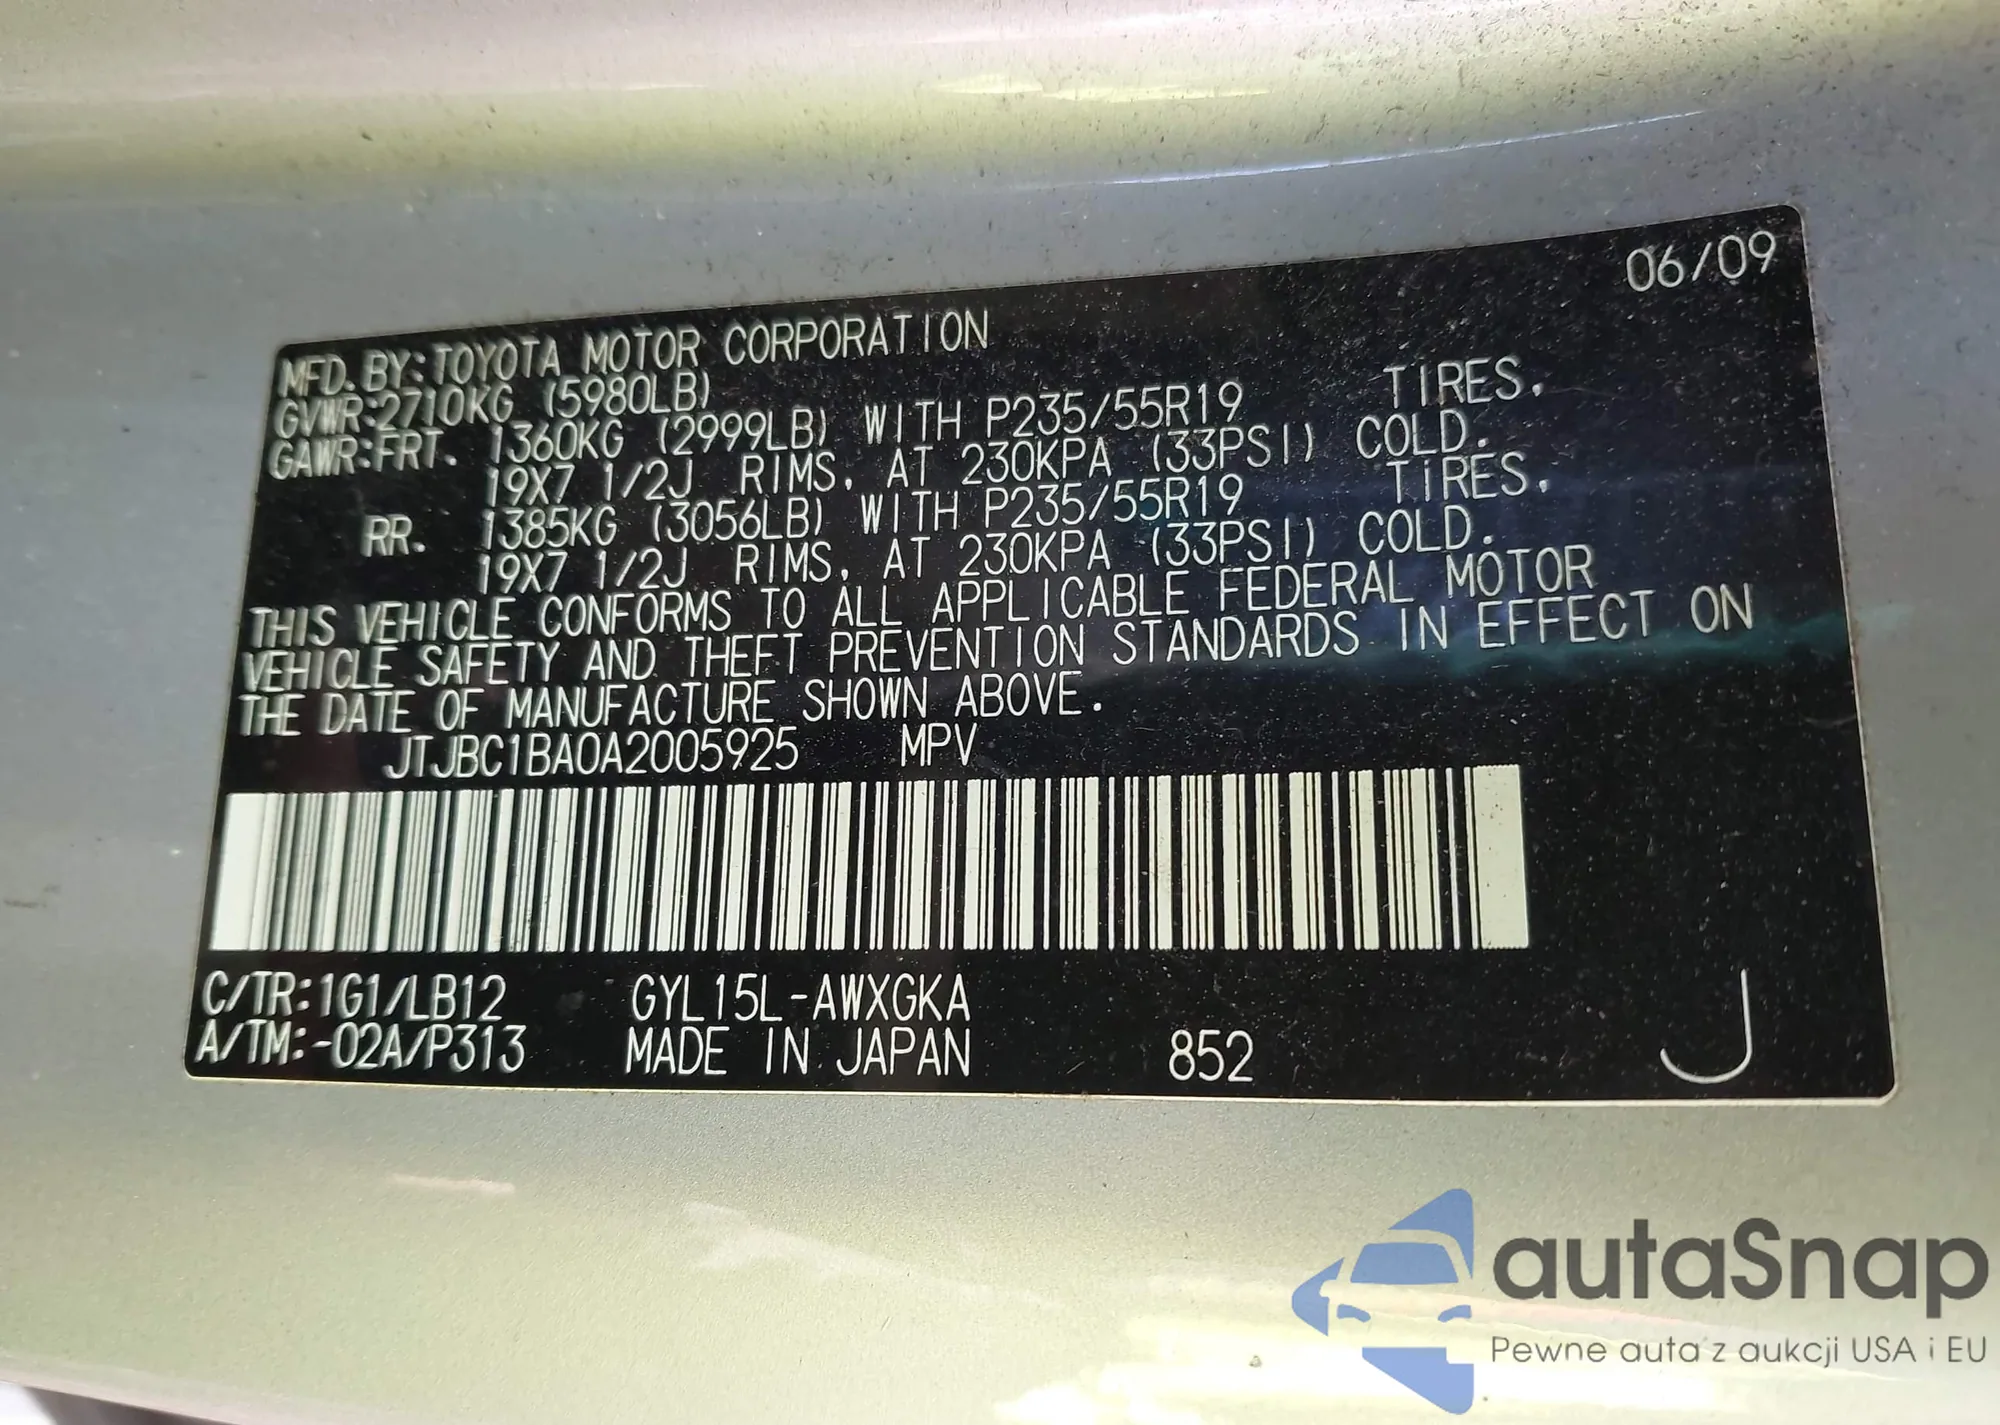 06/09
MFD. BY: TOYOTA MOTOR CORPORATION
GVWR: 2710KG (5980LB)
GAWR: FRT. 1360KG (2999LB) WITH P235/55R19 TIRES,
19X7 1/2J RIMS, AT 230KPA (33PSI) COLD.
RR. 1385KG (3056LB) WITH P235/55R19 TIRES,
19X7 1/2J RIMS, AT 230KPA (33PSI) COLD.
THIS VEHICLE CONFORMS TO ALL APPLICABLE FEDERAL MOTOR
VEHICLE SAFETY AND THEFT PREVENTION STANDARDS IN EFFECT ON
THE DATE OF MANUFACTURE SHOWN ABOVE.
JTJBC1BA0A2005925 MPV
C/TR: 1G1/LB12 GYL15L-AWXGKA
A/TM: -02A/P313 MADE IN JAPAN 852 J
autaSnap
Pewne auta z aukcji USA i EU